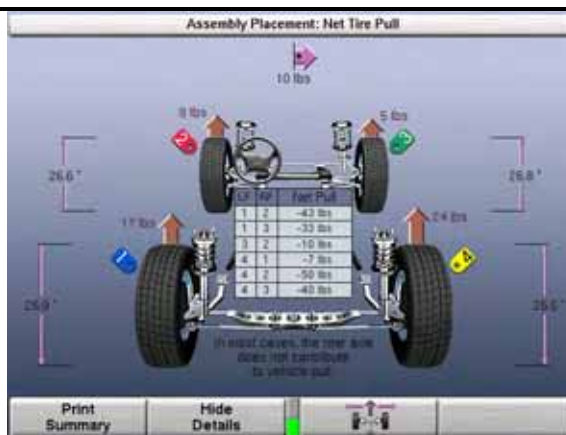 Assembly Placement: Net Tire Pull
10 lbs
5 lbs
2
26.6 "
26.8 "
LF RF Net Pull
1 2 -43 lbs
1 3 -33 lbs
3 2 -10 lbs
4 1 -7 lbs
4 2 -50 lbs
4 3 -40 lbs
17 lbs
24 lbs
1
4
In most cases, the rear axle
does not contribute
to vehicle pull.
Print
Summary
Hide
Details